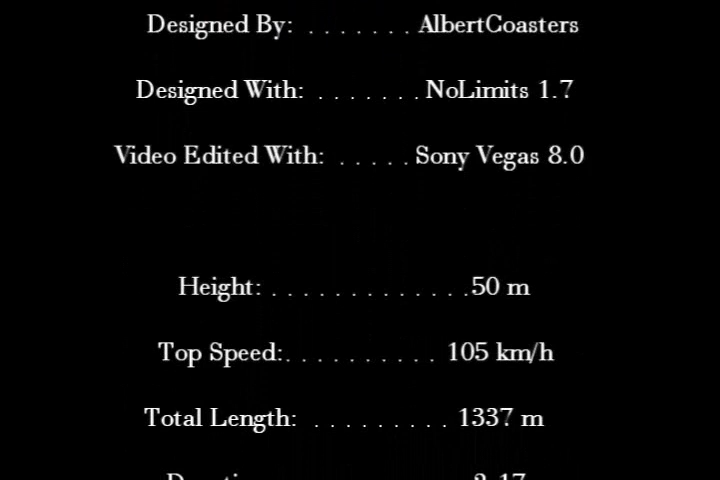 Designed By: . . . . . . . AlbertCoasters
Designed With: . . . . . . . NoLimits 1.7
Video Edited With: . . . . . Sony Vegas 8.0
Height: . . . . . . . . . . . . .50 m
Top Speed:. . . . . . . . . . 105 km/h
Total Length: . . . . . . . . . 1337 m